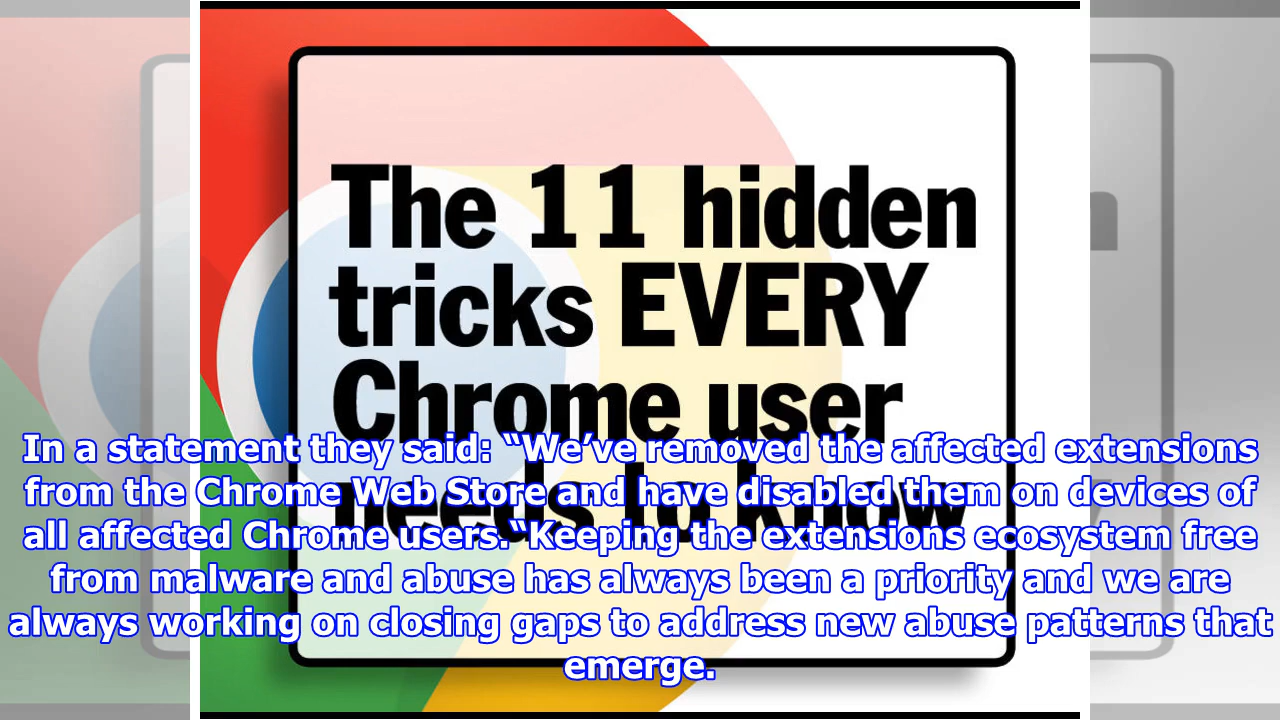 The 11 hidden
tricks EVERY
Chrome user
needs to know
In a statement they said: “We’ve removed the affected extensions
from the Chrome Web Store and have disabled them on devices of
all affected Chrome users.“Keeping the extensions ecosystem free
from malware and abuse has always been a priority and we are
always working on closing gaps to address new abuse patterns that
emerge.